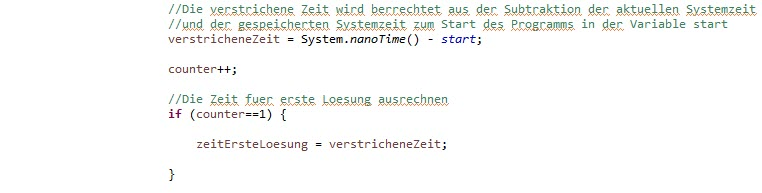 //Die verstrichene Zeit wird berrechtet aus der Subtraktion der aktuellen Systemzeit
//und der gespeicherten Systemzeit zum Start des Programms in der Variable start
verstricheneZeit = System.nanoTime() - start;
counter++;
//Die Zeit fuer erste Loesung ausrechnen
if (counter==1) {
zeitErsteLoesung = verstricheneZeit;
}